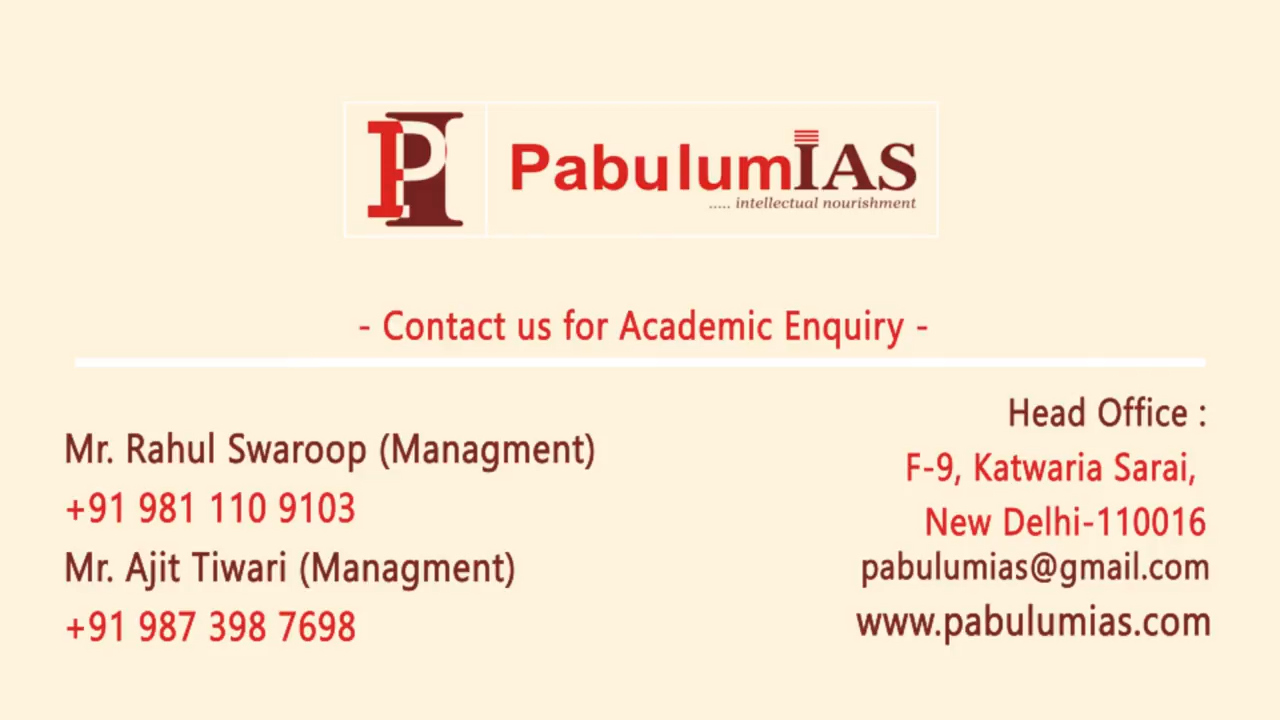 PI
PabulumIAS
..... intellectual nourishment
- Contact us for Academic Enquiry -
Mr. Rahul Swaroop (Managment)
+91 981 110 9103
Mr. Ajit Tiwari (Managment)
+91 987 398 7698
Head Office :
F-9, Katwaria Sarai,
New Delhi-110016
pabulumias@gmail.com
www.pabulumias.com